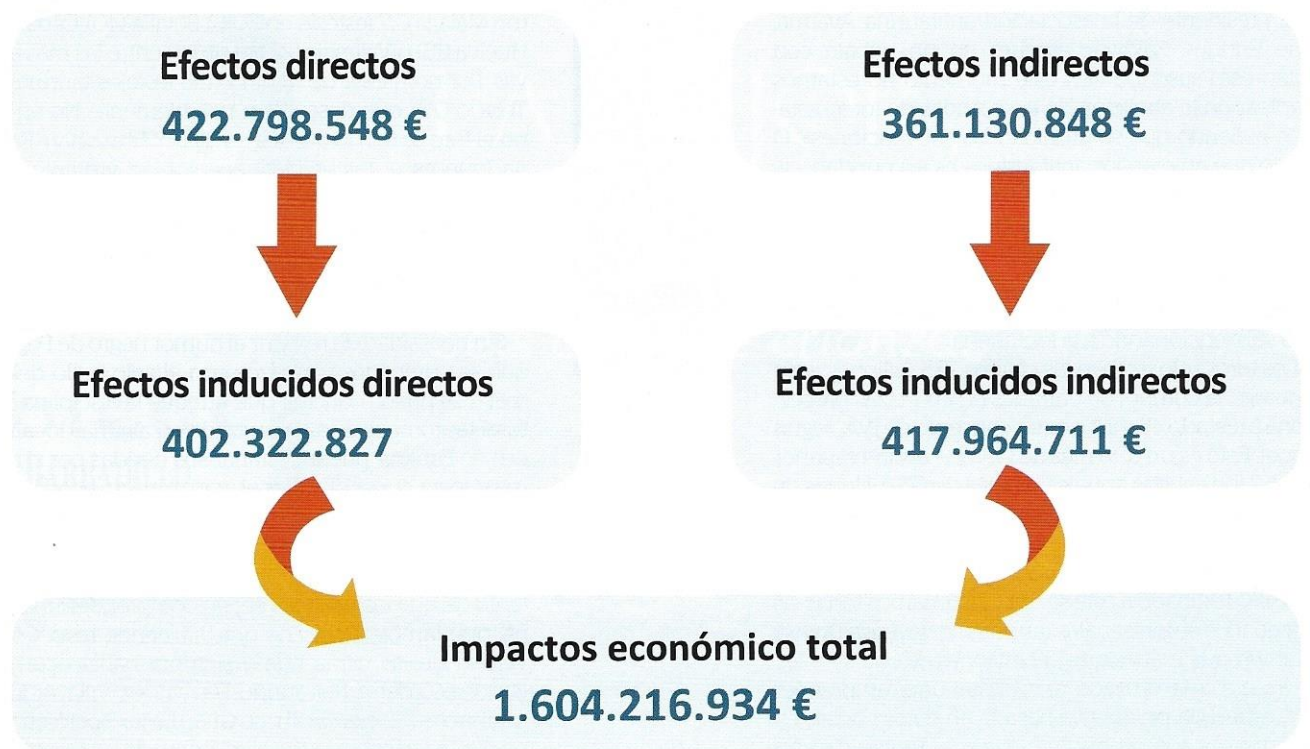 Efectos directos
422.798.548 €
Efectos indirectos
361.130.848 €
Efectos inducidos directos
402.322.827
Efectos inducidos indirectos
417.964.711 €
Impactos económico total
1.604.216.934 €